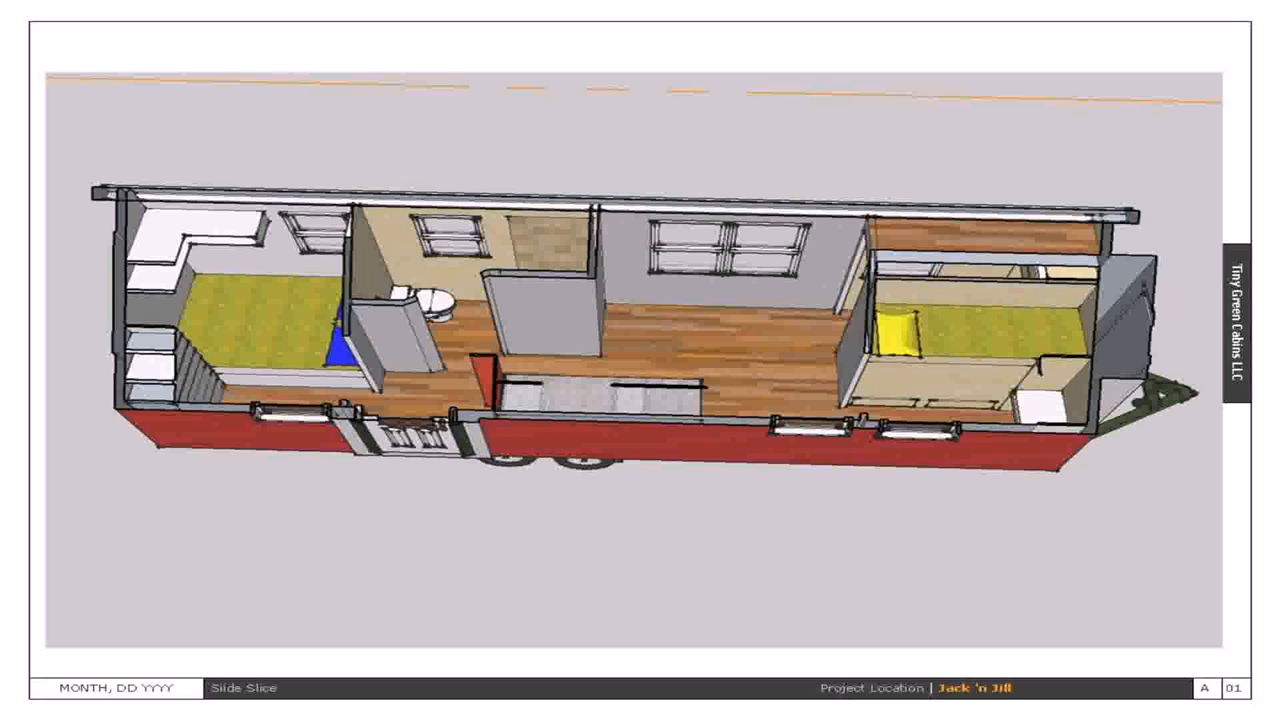 Tiny Green Cabins LLC
MONTH, DD YYYY
Slide Slice
Project Location | Jack 'n Jill
A
01